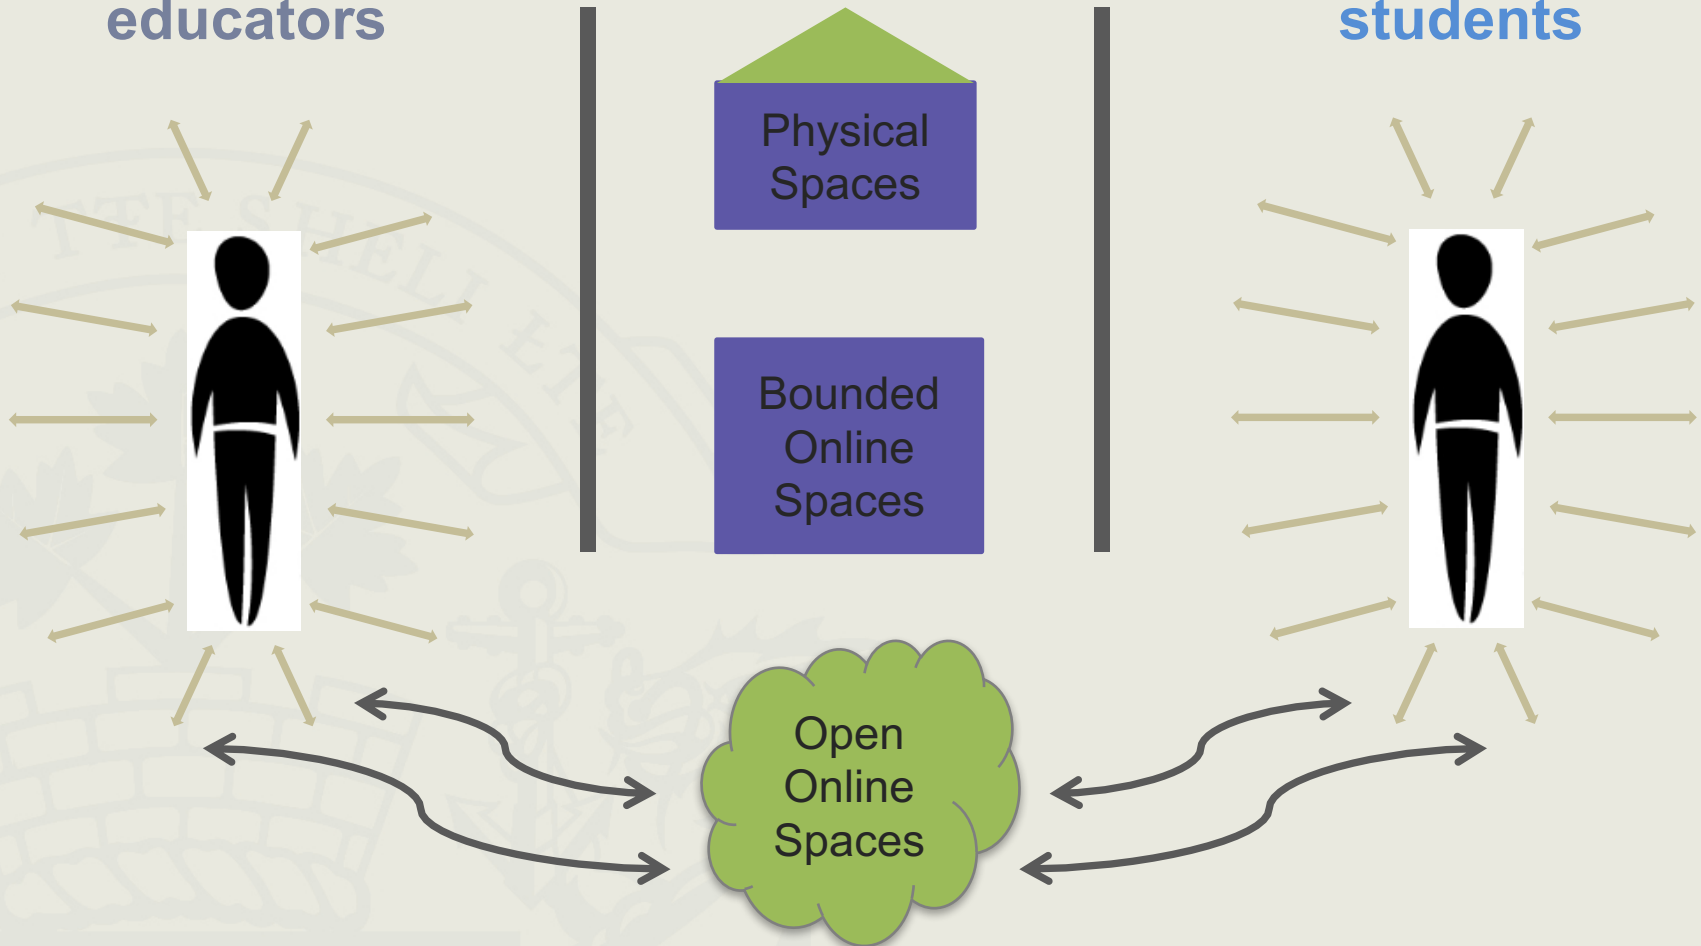 educators
students
Physical
Spaces
Bounded
Online
Spaces
Open
Online
Spaces